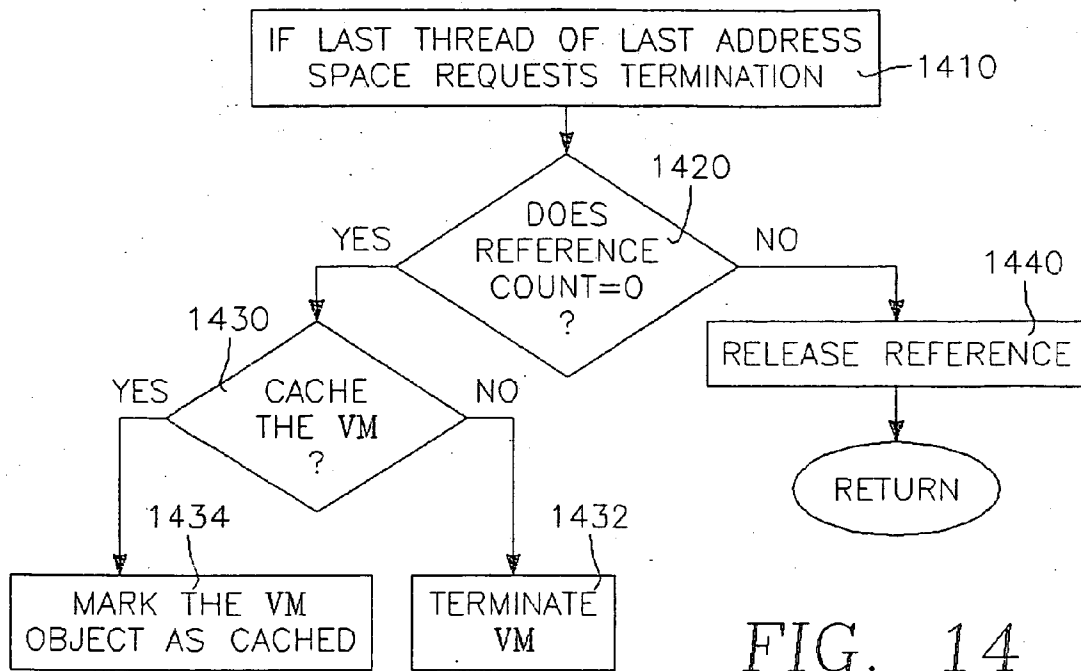 IF LAST THREAD OF LAST ADDRESS
SPACE REQUESTS TERMINATION
1410
1420
DOES
REFERENCE
COUNT=0
?
YES
NO
1440
RELEASE REFERENCE
RETURN
1430
CACHE
THE VM
?
YES
NO
1434
MARK THE VM
OBJECT AS CACHED
1432
TERMINATE
VM
FIG. 14